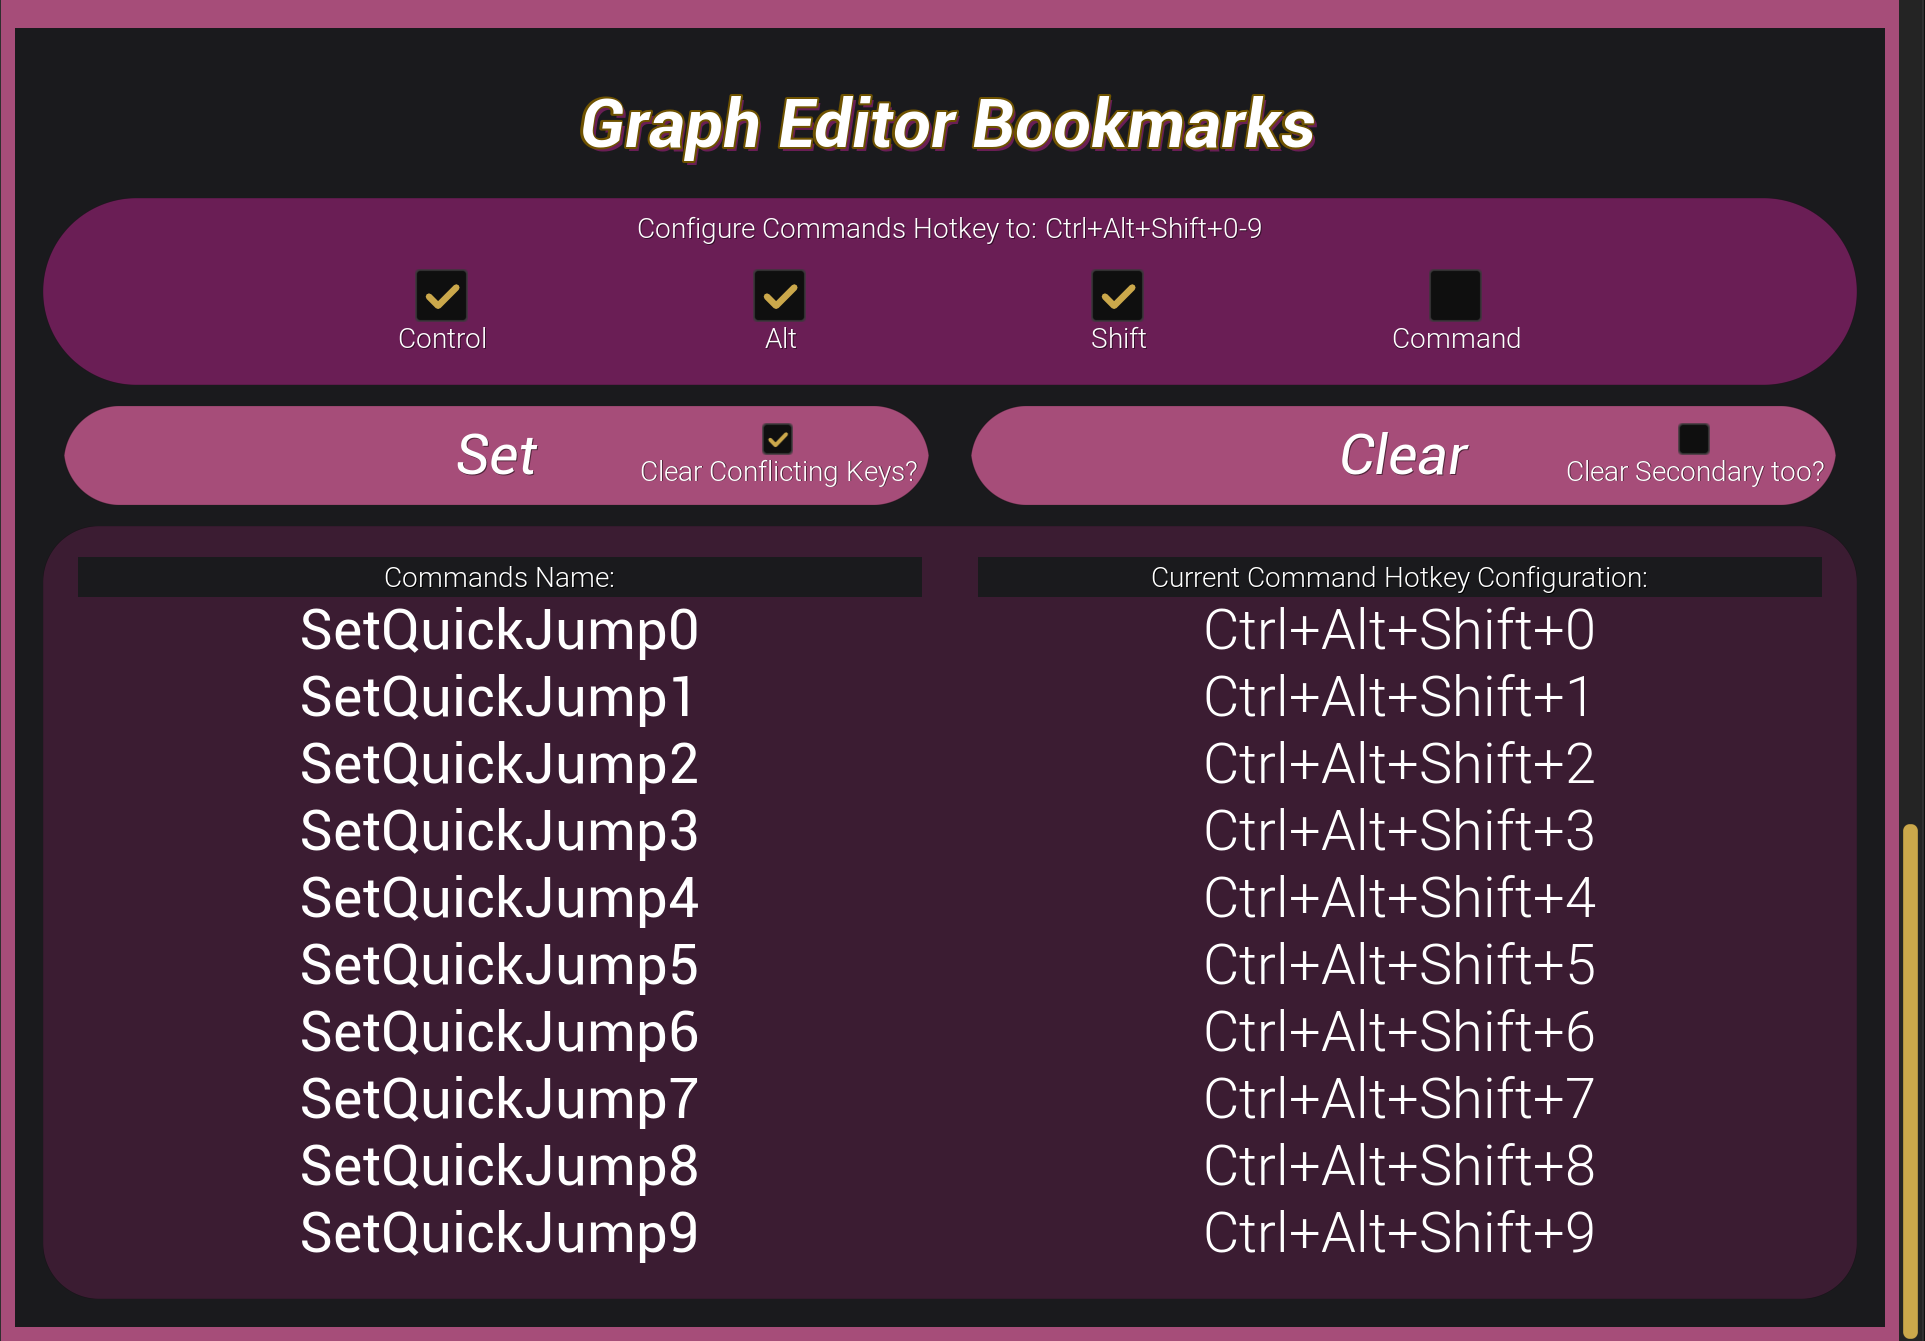 Graph Editor Bookmarks
Configure Commands Hotkey to: Ctrl+Alt+Shift+0-9
Control Alt Shift Command
Set Clear Conflicting Keys? Clear Clear Secondary too?
Commands Name: Current Command Hotkey Configuration:
SetQuickJump0 Ctrl+Alt+Shift+0
SetQuickJump1 Ctrl+Alt+Shift+1
SetQuickJump2 Ctrl+Alt+Shift+2
SetQuickJump3 Ctrl+Alt+Shift+3
SetQuickJump4 Ctrl+Alt+Shift+4
SetQuickJump5 Ctrl+Alt+Shift+5
SetQuickJump6 Ctrl+Alt+Shift+6
SetQuickJump7 Ctrl+Alt+Shift+7
SetQuickJump8 Ctrl+Alt+Shift+8
SetQuickJump9 Ctrl+Alt+Shift+9